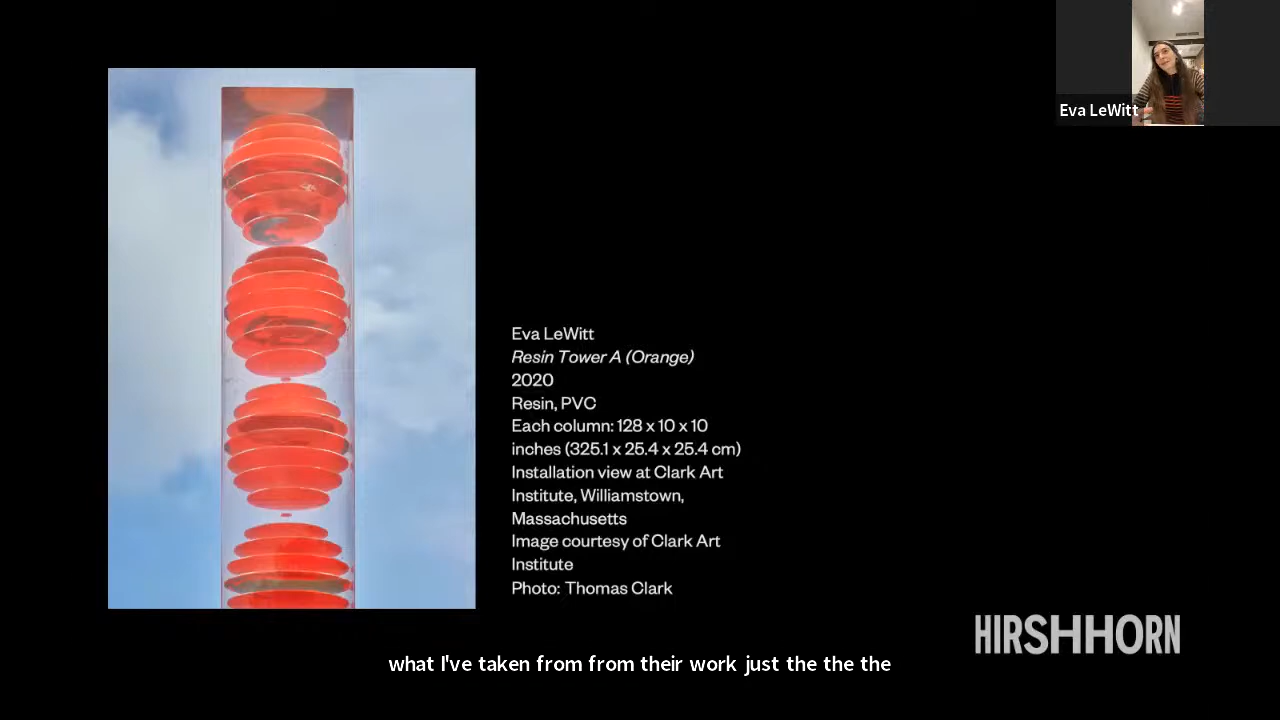 Eva LeWitt
Eva LeWitt
Resin Tower A (Orange)
2020
Resin, PVC
Each column: 128 x 10 x 10
inches (325.1 x 25.4 x 25.4 cm)
Installation view at Clark Art
Institute, Williamstown,
Massachusetts
Image courtesy of Clark Art
Institute
Photo: Thomas Clark
HIRSHHORN
what I've taken from from their work just the the the